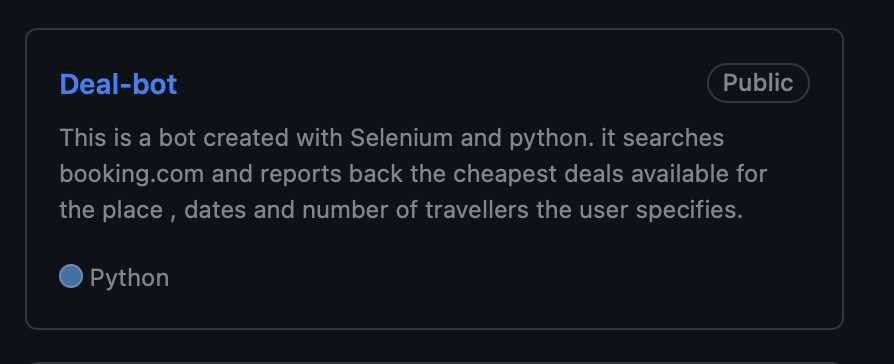 Deal-bot
Public
This is a bot created with Selenium and python. it searches
booking.com and reports back the cheapest deals available for
the place , dates and number of travellers the user specifies.
Python